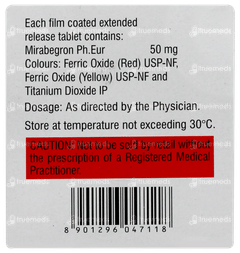 Each film coated extended
release tablet contains:
Mirabegron Ph.Eur 50 mg
Colours: Ferric Oxide (Red) USP-NF,
Ferric Oxide (Yellow) USP-NF and
Titanium Dioxide IP
Dosage: As directed by the Physician.
Store at temperature not exceeding 30°C.
CAUTION: Not to be sold by retail without
the prescription of a Registered Medical
Practitioner.
8 901296 047118